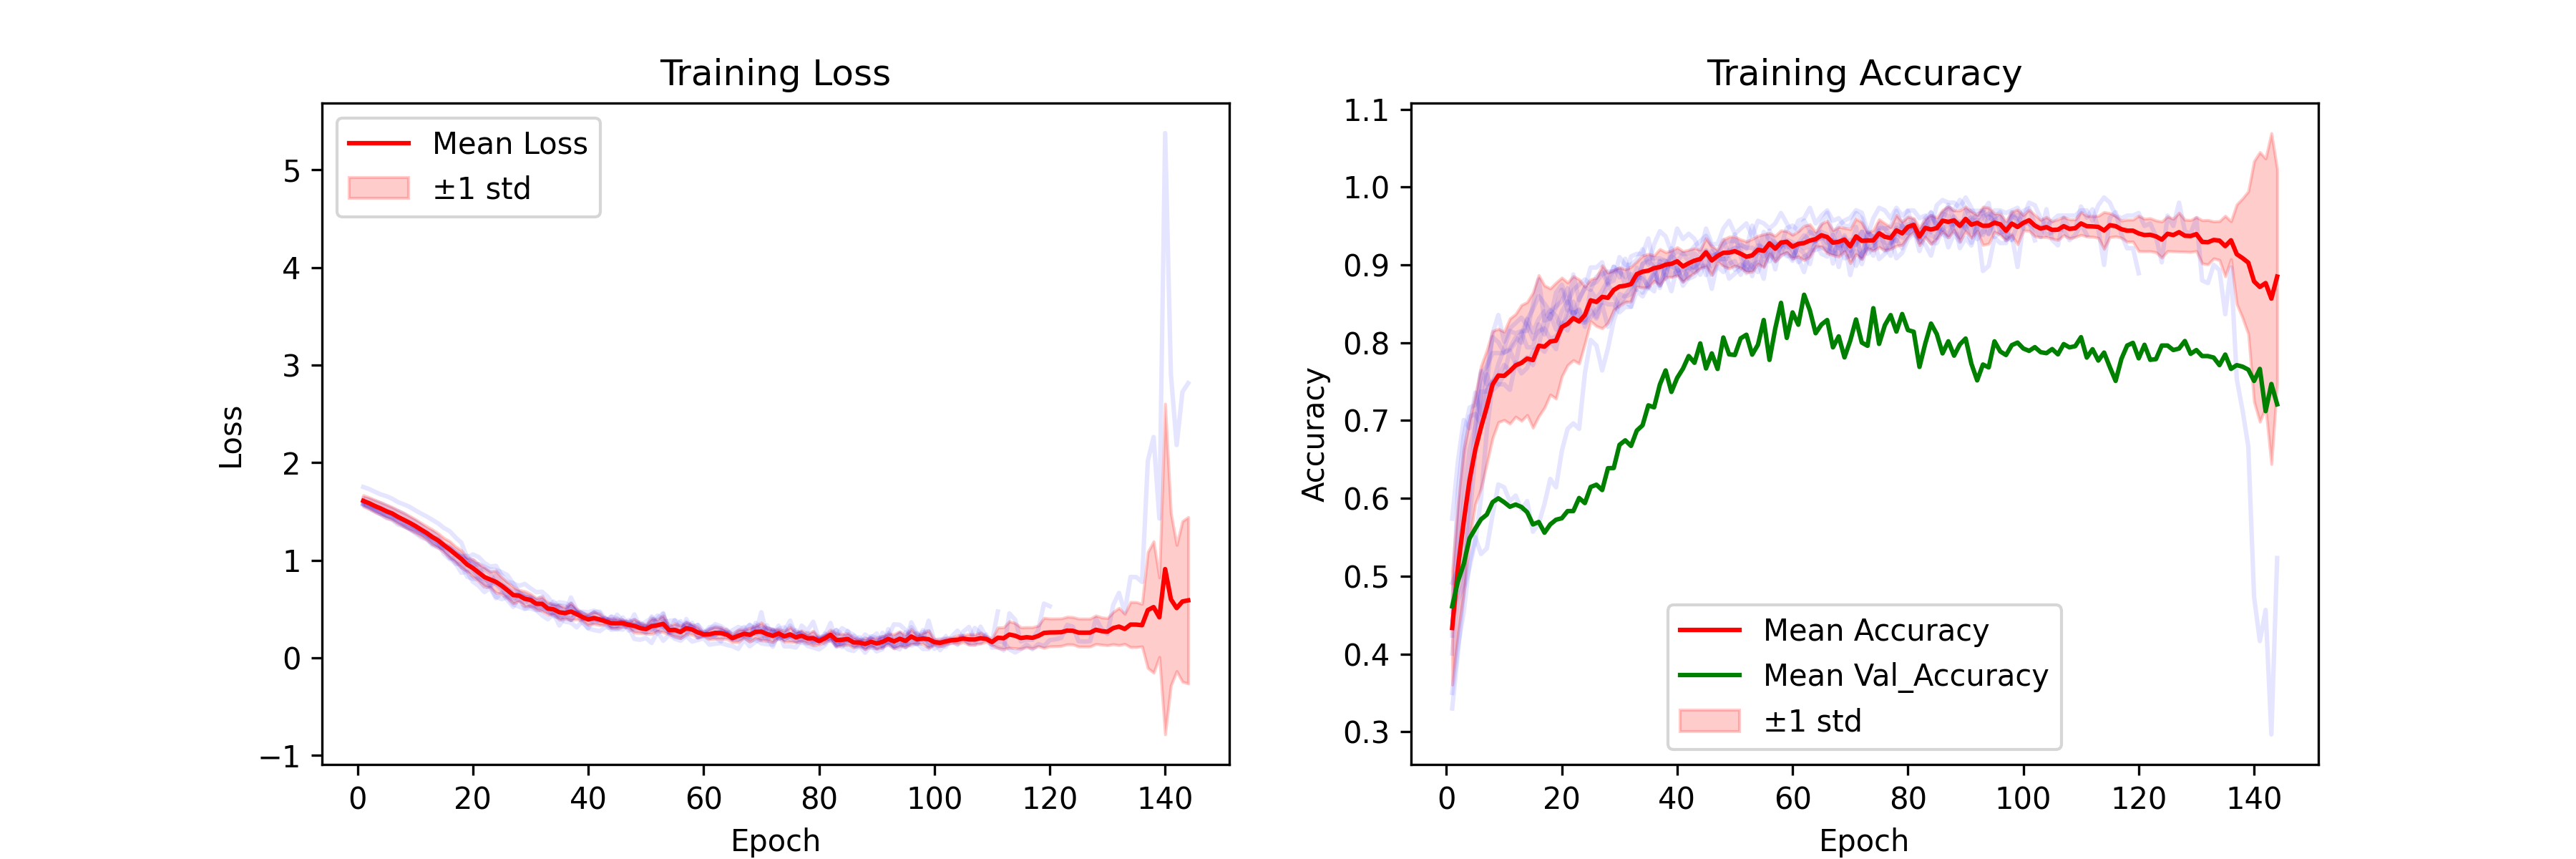 Training Loss
Mean Loss
±1 std
5
4
3
2
1
0
−1
Loss
0 20 40 60 80 100 120 140
Epoch
Training Accuracy
1.1
1.0
0.9
0.8
0.7
0.6
0.5
0.4
0.3
Accuracy
Mean Accuracy
Mean Val_Accuracy
±1 std
0 20 40 60 80 100 120 140
Epoch